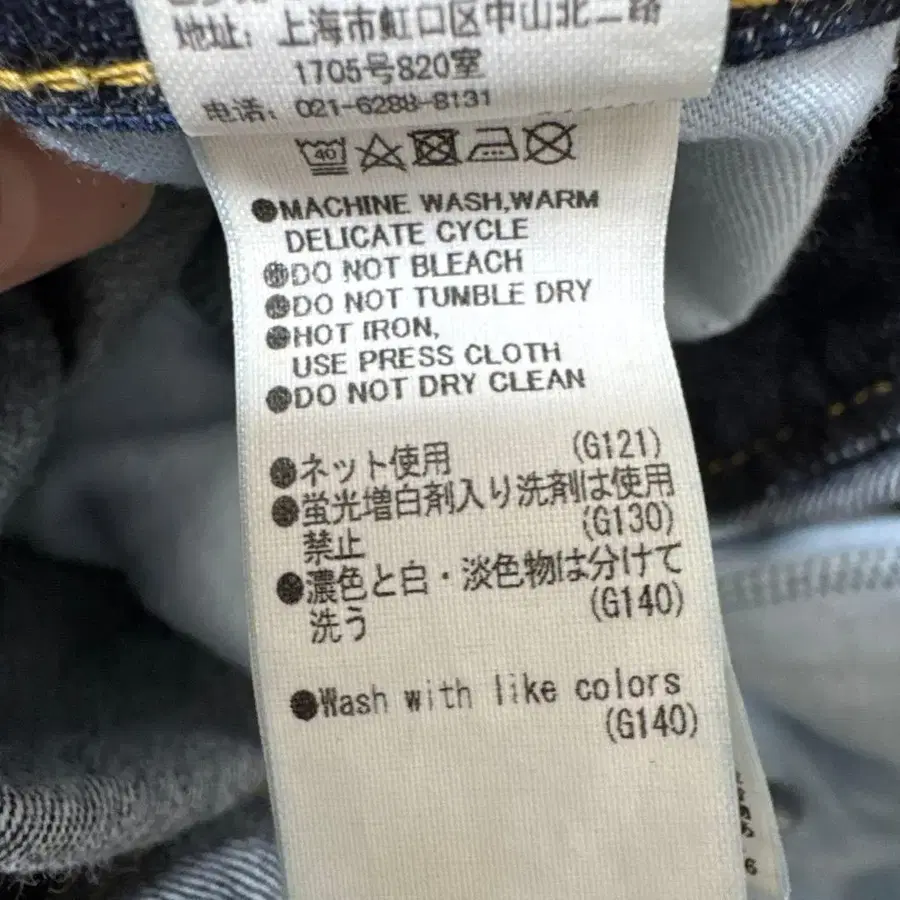 地址: 上海市虹口区中山北一路
1705号820室
电话: 021-6288-8131
40
●MACHINE WASH,WARM
DELICATE CYCLE
●DO NOT BLEACH
●DO NOT TUMBLE DRY
●HOT IRON,
USE PRESS CLOTH
●DO NOT DRY CLEAN
●ネット使用 (G121)
●蛍光増白剤入り洗剤は使用
禁止 (G130)
●濃色と白・淡色物は分けて
洗う (G140)
●Wash with like colors
(G140)